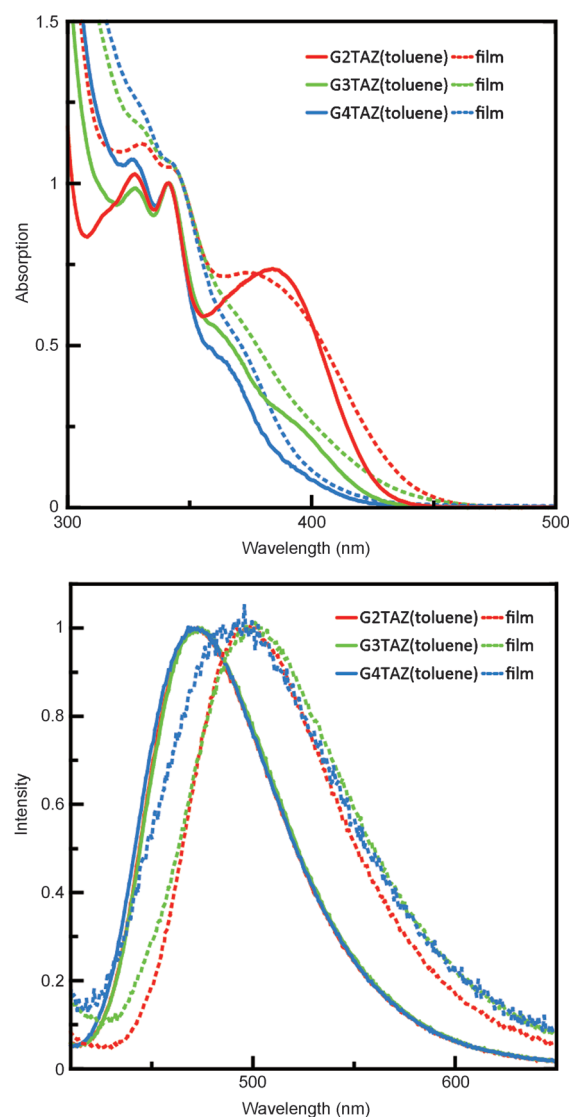 1.5
G2TAZ(toluene) film
G3TAZ(toluene) film
G4TAZ(toluene) film
1
Absorption
0.5
0
300 400 500
Wavelength (nm)
1
G2TAZ(toluene) film
G3TAZ(toluene) film
G4TAZ(toluene) film
0.8
0.6
Intensity
0.4
0.2
0
500 600
Wavelength (nm)